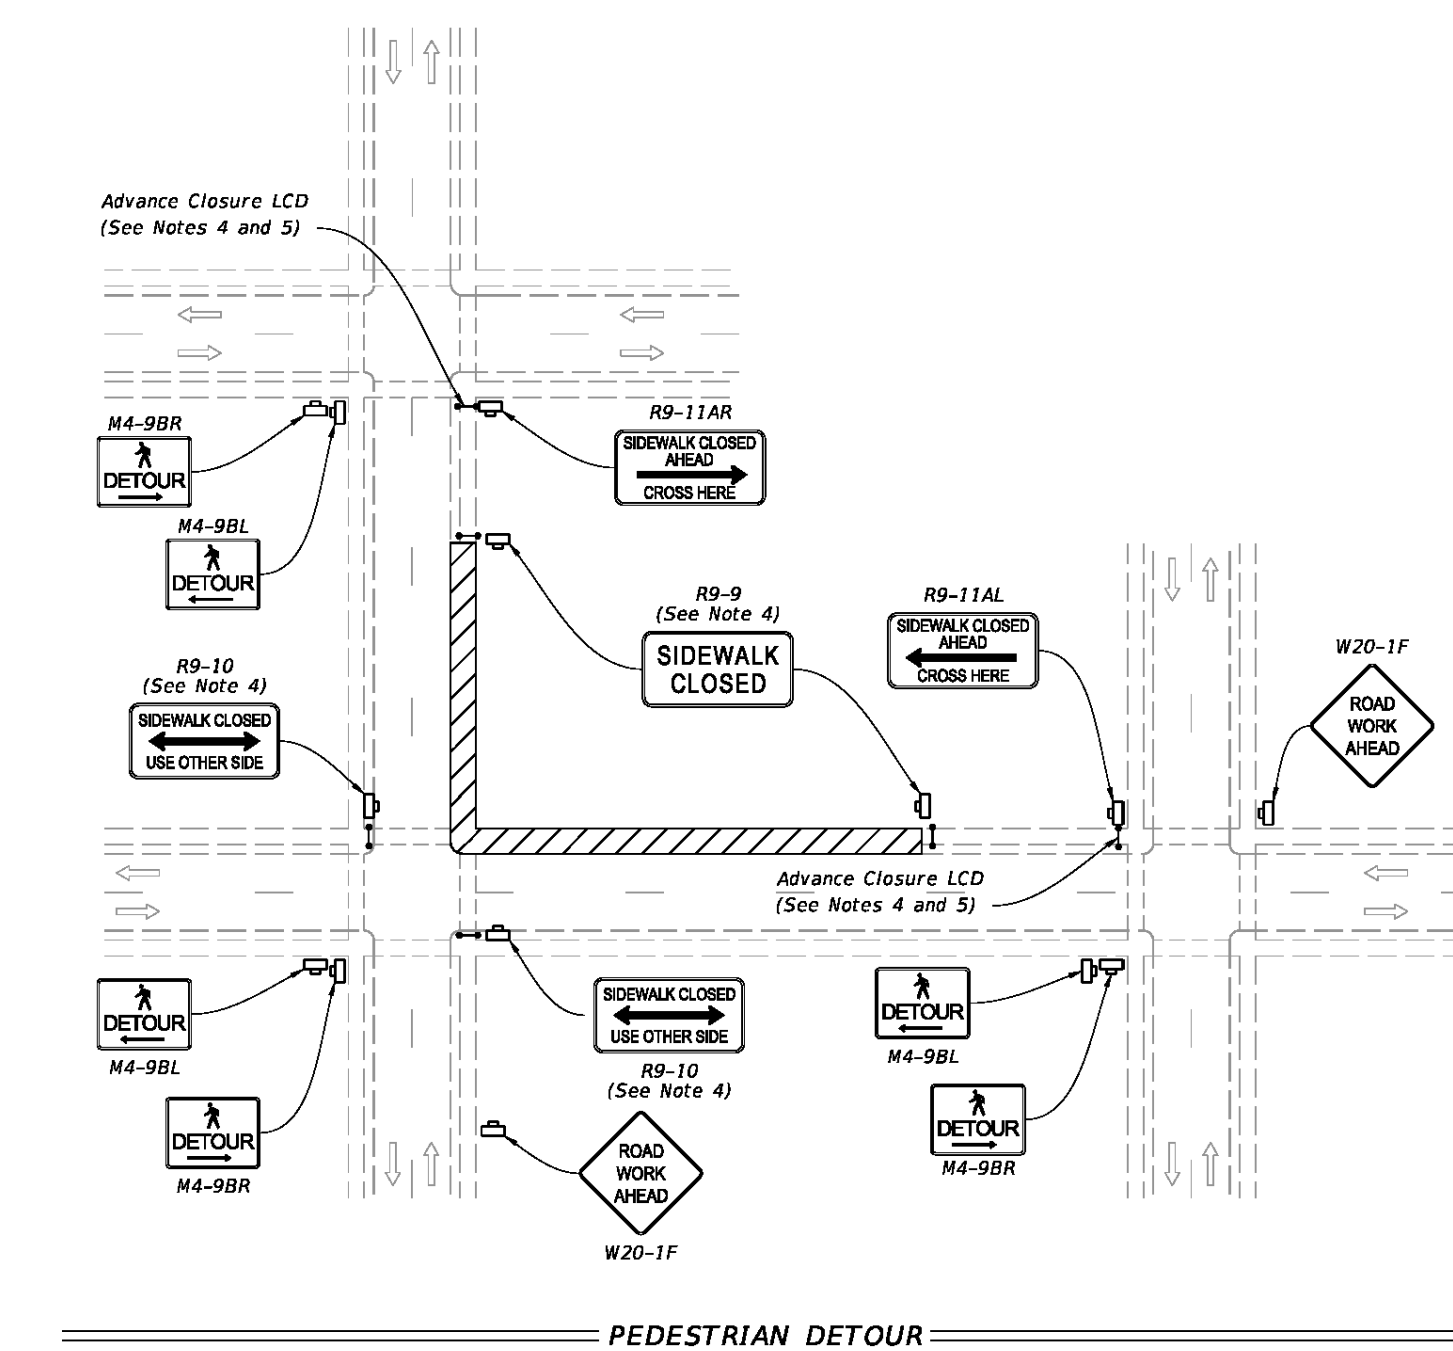 Advance Closure LCD
(See Notes 4 and 5)
M4-9BR
DETOUR
M4-9BL
DETOUR
R9-11AR
SIDEWALK CLOSED
AHEAD
CROSS HERE
R9-9
(See Note 4)
SIDEWALK
CLOSED
R9-11AL
SIDEWALK CLOSED
AHEAD
CROSS HERE
W20-1F
ROAD
WORK
AHEAD
R9-10
(See Note 4)
SIDEWALK CLOSED
USE OTHER SIDE
Advance Closure LCD
(See Notes 4 and 5)
DETOUR
M4-9BL
DETOUR
M4-9BR
SIDEWALK CLOSED
USE OTHER SIDE
R9-10
(See Note 4)
DETOUR
M4-9BL
DETOUR
M4-9BR
ROAD
WORK
AHEAD
W20-1F
PEDESTRIAN DETOUR